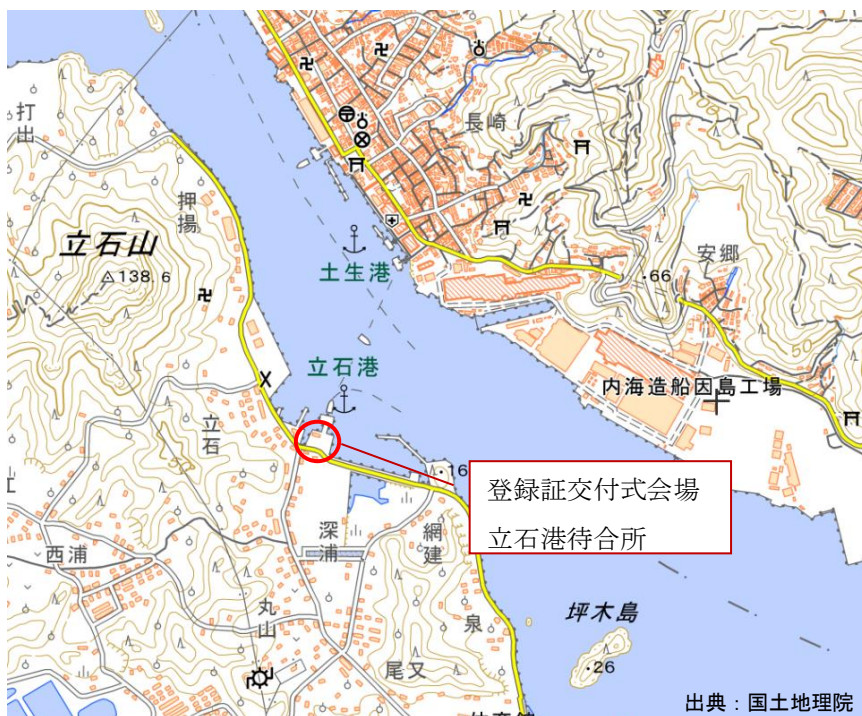 打出
押揚
立石山
138.6
長崎
土生港
安郷
66
50
立石港
内海造船因島工場
立石
16
登録証交付式会場
立石港待合所
西浦
深浦
網建
丸山
泉
坪木島
尾又
26
出典：国土地理院